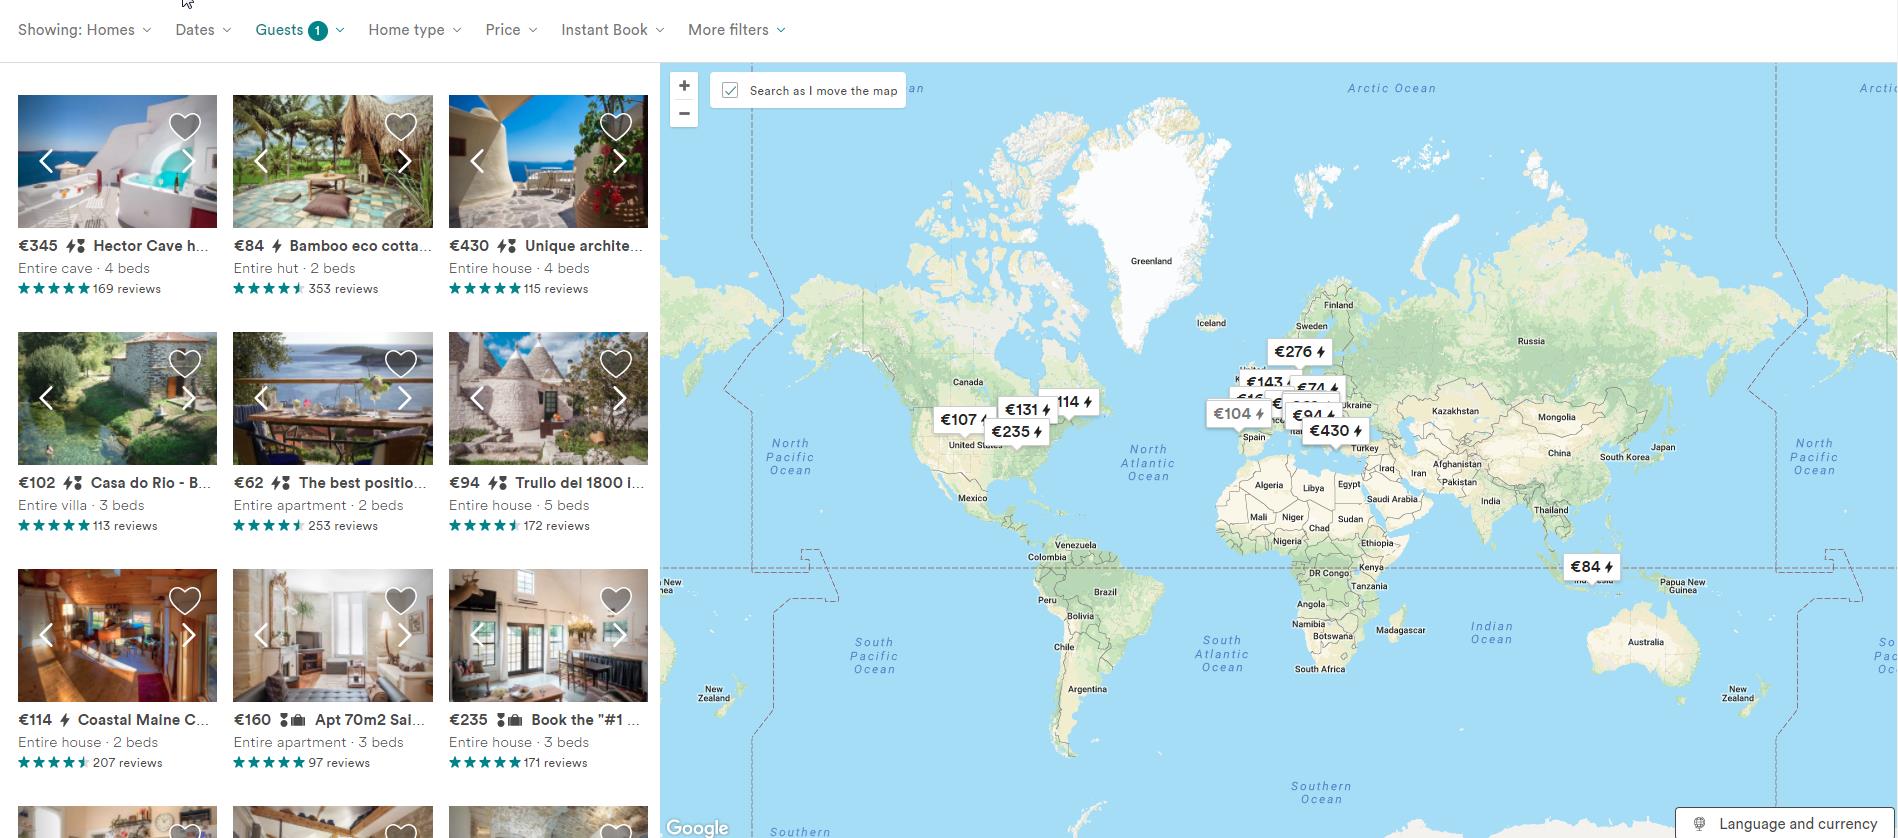 Showing: Homes
Dates
Guests 1
Home type
Price
Instant Book
More filters
€345 Hector Cave h...
Entire cave · 4 beds
169 reviews
€84 Bamboo eco cotta...
Entire hut · 2 beds
353 reviews
€430 Unique archite...
Entire house · 4 beds
115 reviews
€102 Casa do Rio - B...
Entire villa · 3 beds
113 reviews
€62 The best positio...
Entire apartment · 2 beds
253 reviews
€94 Trullo del 1800 i...
Entire house · 5 beds
172 reviews
€114 Coastal Maine C...
Entire house · 2 beds
207 reviews
€160 Apt 70m2 Sai...
Entire apartment · 3 beds
97 reviews
€235 Book the "#1 ...
Entire house · 3 beds
171 reviews
+
−
Search as I move the map
Arctic Ocean
Greenland
Iceland
Finland
Sweden
Russia
€276
Canada
€143
€74
€107
€131
114
€235
€104
€94
€430
United States
Spain
Turkey
Ukraine
Kazakhstan
Mongolia
China
South Korea
Japan
North
Pacific
Ocean
North
Atlantic
Ocean
North
Pacific
Ocean
Iraq
Iran
Afghanistan
Pakistan
India
Thailand
Algeria
Libya
Egypt
Saudi Arabia
Mexico
Mali
Niger
Chad
Sudan
Nigeria
Ethiopia
Venezuela
Colombia
€84
DR Congo
Kenya
Tanzania
Papua New
Guinea
Peru
Brazil
Bolivia
Chile
Argentina
Angola
Namibia
Botswana
Madagascar
South Africa
Australia
South
Pacific
Ocean
South
Atlantic
Ocean
Indian
Ocean
New
Zealand
New
Zealand
Southern
Ocean
Southern
Google
Language and currency